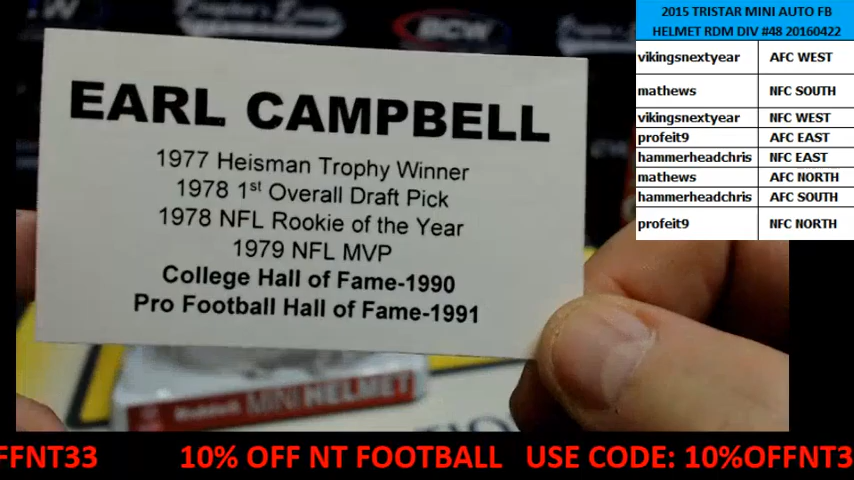 2015 TRISTAR MINI AUTO FB
HELMET RDM DIV #48 20160422
vikingsnextyear AFC WEST
mathews NFC SOUTH
vikingsnextyear NFC WEST
profeit9 AFC EAST
hammerheadchris NFC EAST
mathews AFC NORTH
hammerheadchris AFC SOUTH
profeit9 NFC NORTH
BCW
EARL CAMPBELL
1977 Heisman Trophy Winner
1978 1st Overall Draft Pick
1978 NFL Rookie of the Year
1979 NFL MVP
College Hall of Fame-1990
Pro Football Hall of Fame-1991
Riddell MINI HELMET
FFNT33 10% OFF NT FOOTBALL USE CODE: 10%OFFNT3